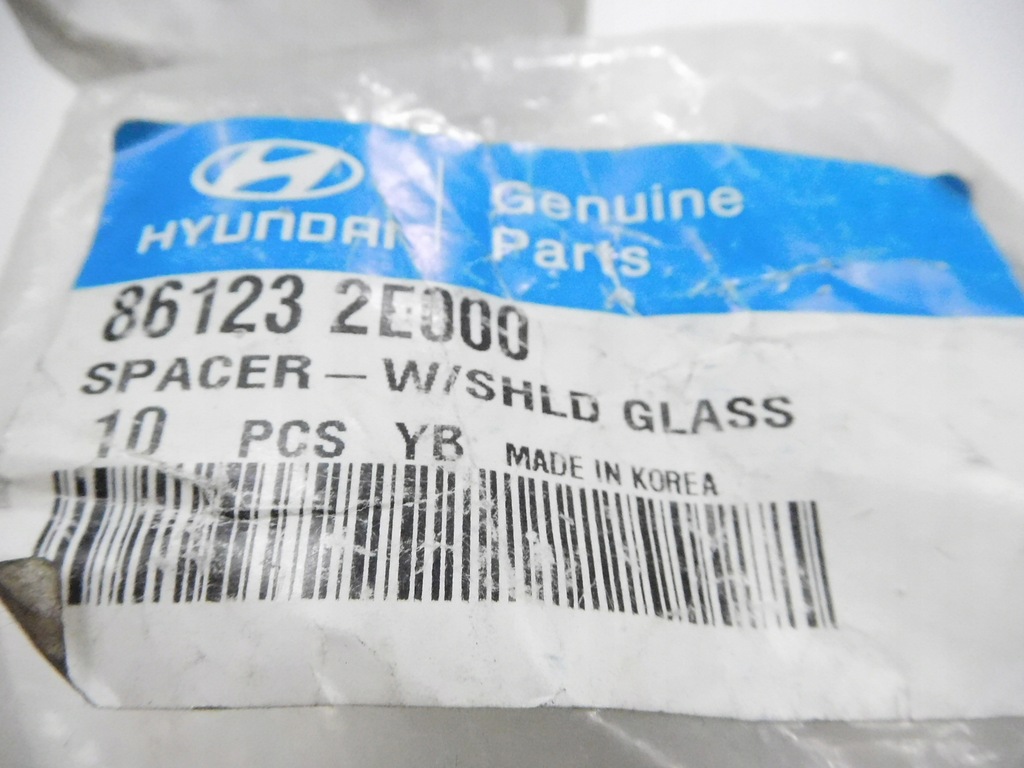 HYUNDAI
Genuine
Parts
86123 2E000
SPACER – W/SHLD GLASS
10 PCS YB MADE IN KOREA